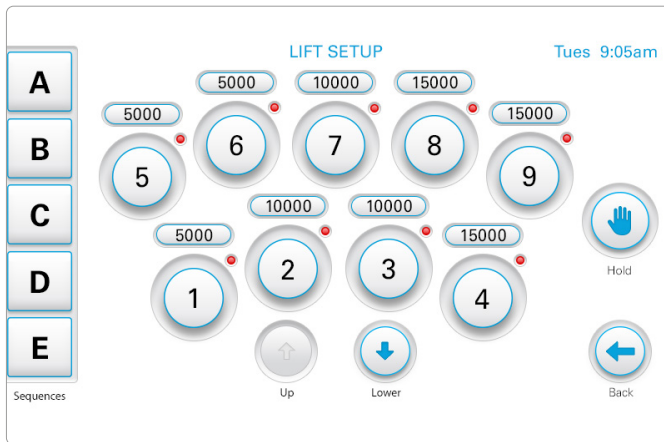 LIFT SETUP
Tues 9:05am
A
B
C
D
E
Sequences
5000
5
5000
6
10000
7
15000
8
15000
9
5000
1
10000
2
10000
3
15000
4
Up
Lower
Hold
Back